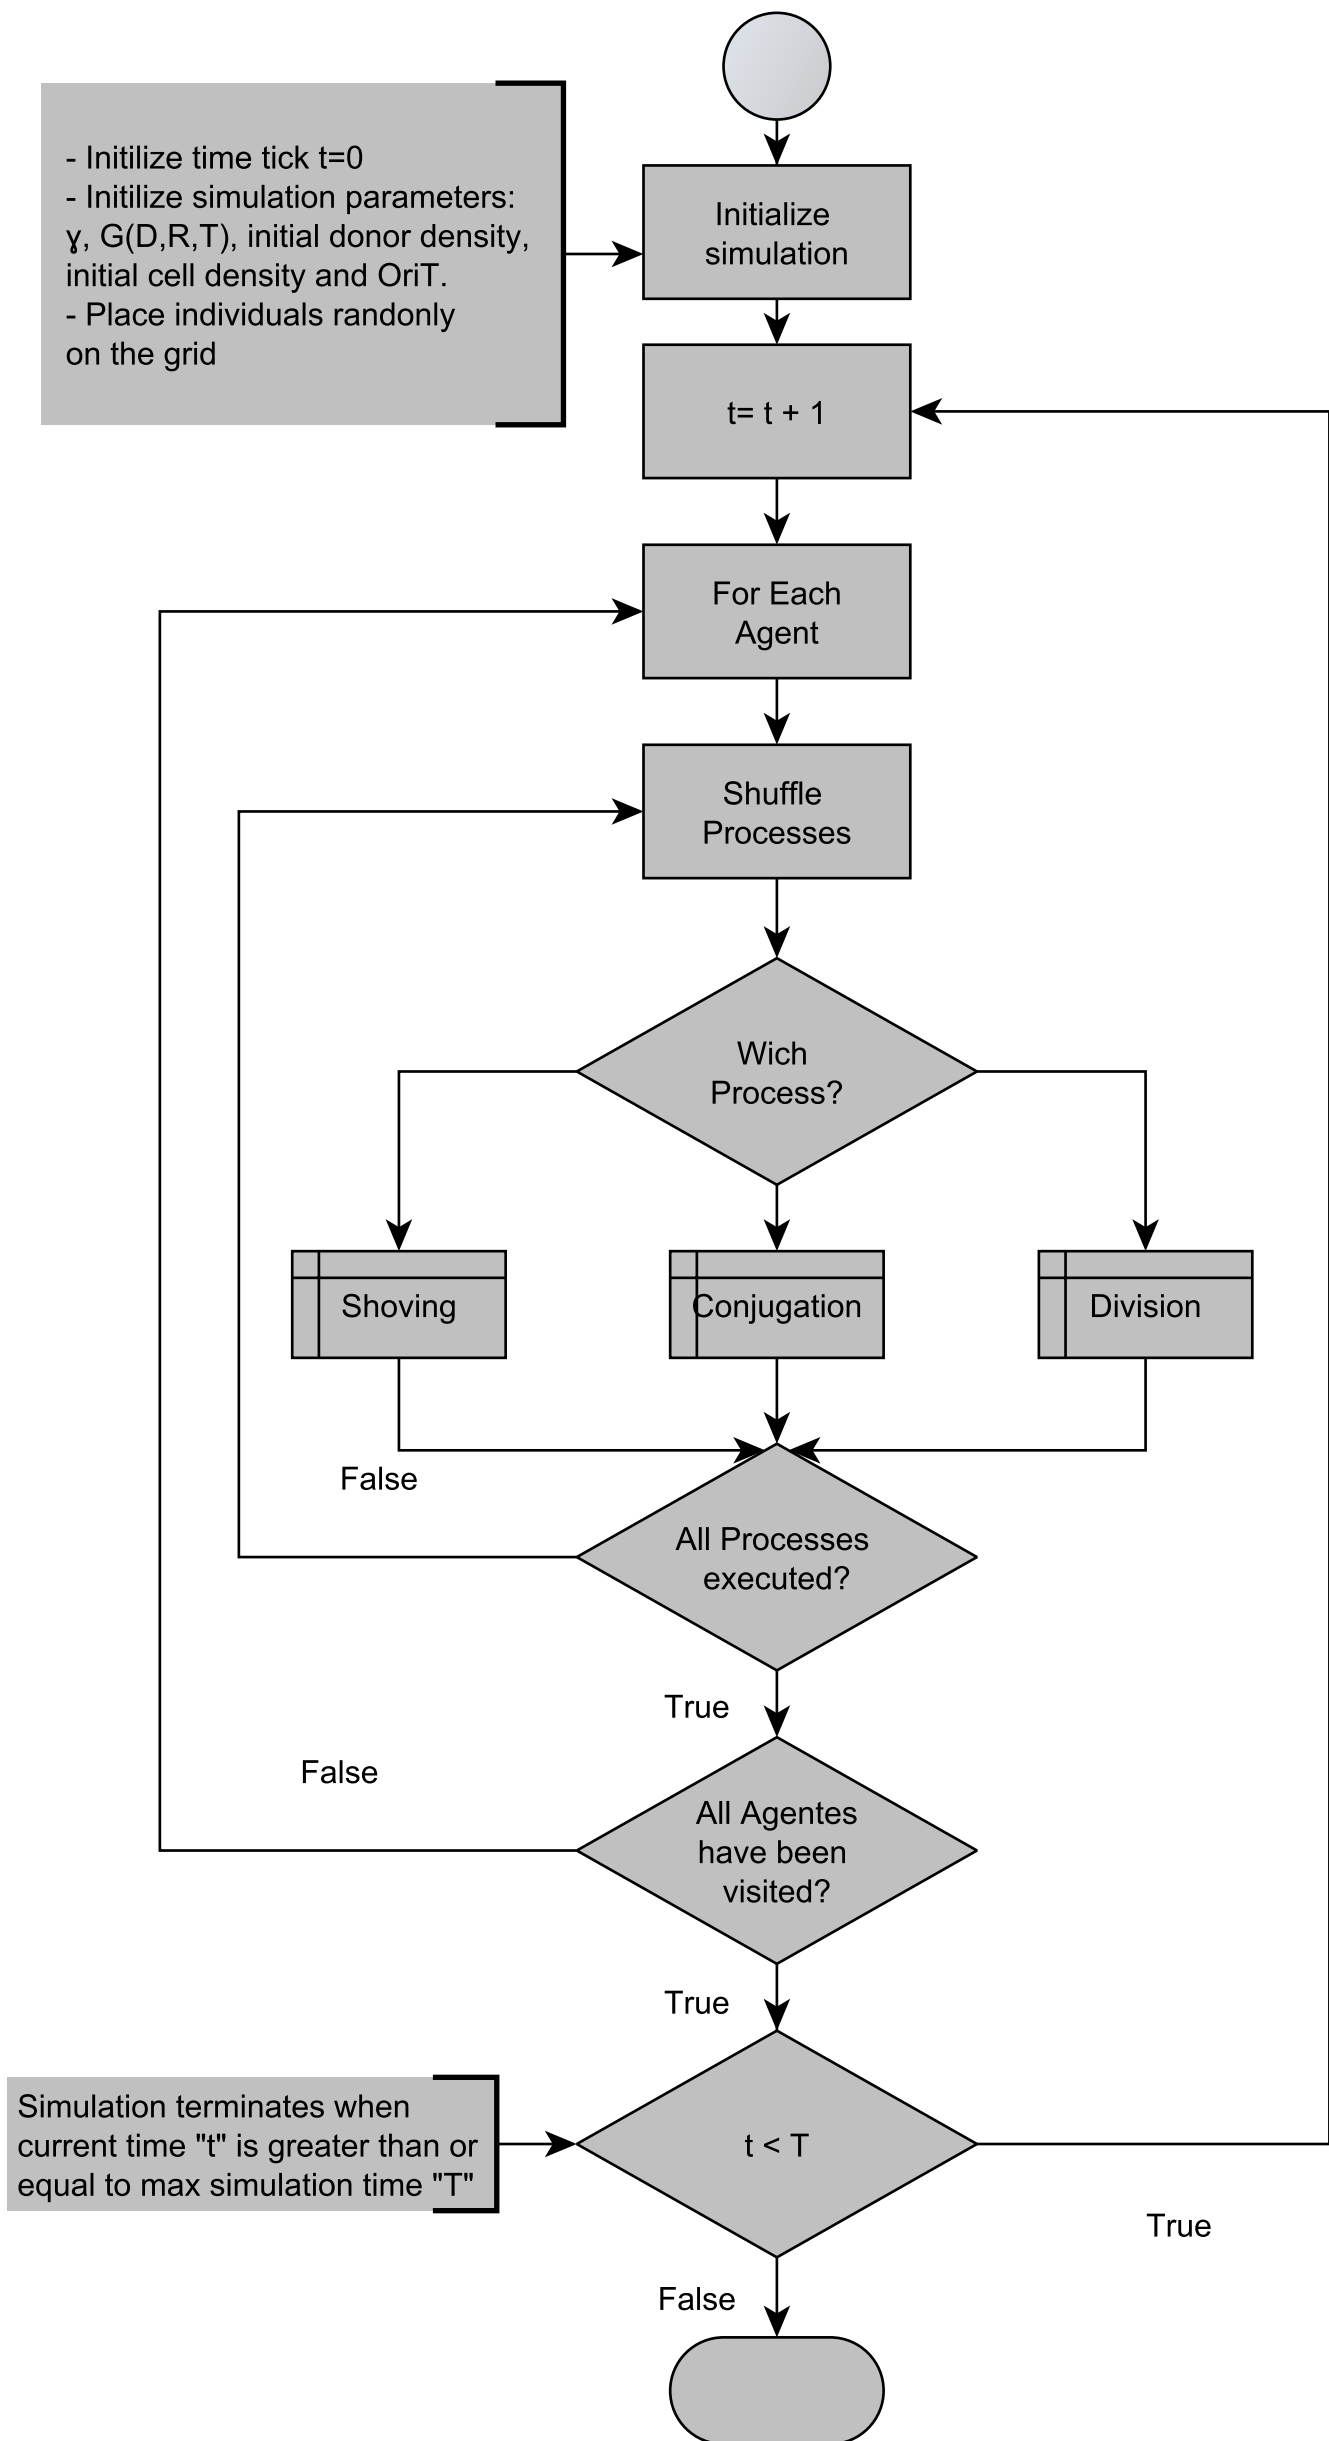 - Initilize time tick t=0
- Initilize simulation parameters:
ɣ, G(D,R,T), initial donor density,
initial cell density and OriT.
- Place individuals randonly
on the grid
Initialize
simulation
t= t + 1
For Each
Agent
Shuffle
Processes
Wich
Process?
Shoving
Conjugation
Division
False
All Processes
executed?
True
False
All Agentes
have been
visited?
True
Simulation terminates when
current time "t" is greater than or
equal to max simulation time "T"
t < T
True
False